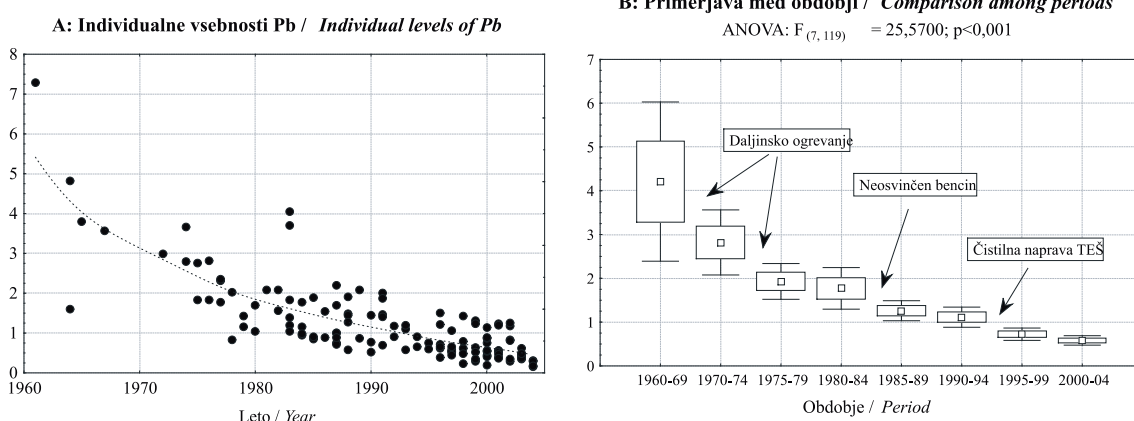 A: Individualne vsebnosti Pb / Individual levels of Pb
8
7
6
5
4
3
2
1
0
1960 1970 1980 1990 2000
Leto / Year
B: Primerjava med obdobji / Comparison among periods
ANOVA: F (7, 119) = 25,5700; p<0,001
7
6
5
4
3
2
1
0
Daljinsko ogrevanje
Neosvinčen bencin
Čistilna naprava TEŠ
1960-69 1970-74 1975-79 1980-84 1985-89 1990-94 1995-99 2000-04
Obdobje / Period